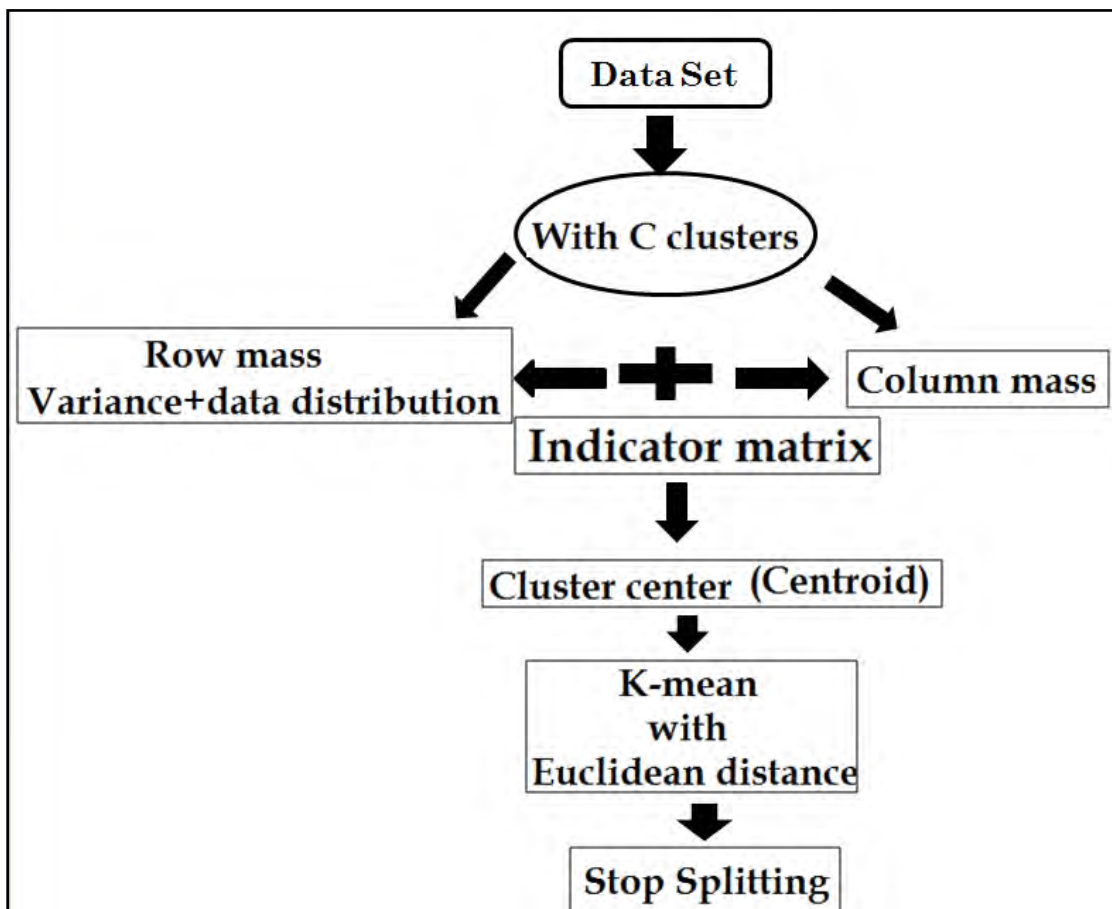 Data Set
With C clusters
Row mass
Variance+data distribution
Column mass
Indicator matrix
Cluster center (Centroid)
K-mean
with
Euclidean distance
Stop Splitting